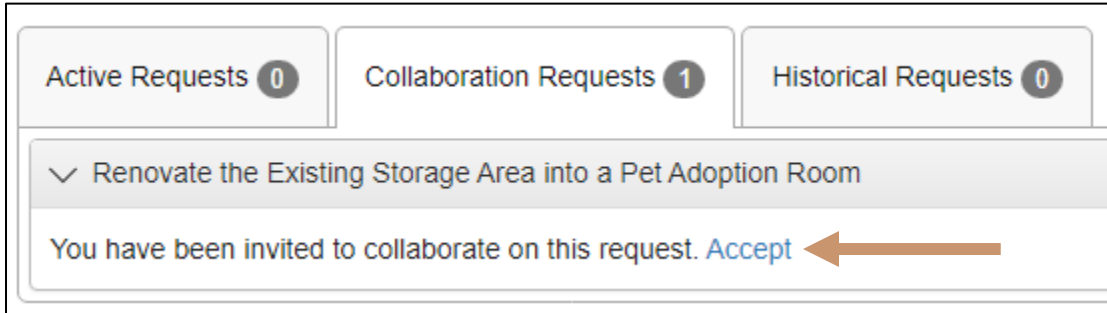 Active Requests 0
Collaboration Requests 1
Historical Requests 0
Renovate the Existing Storage Area into a Pet Adoption Room
You have been invited to collaborate on this request. Accept